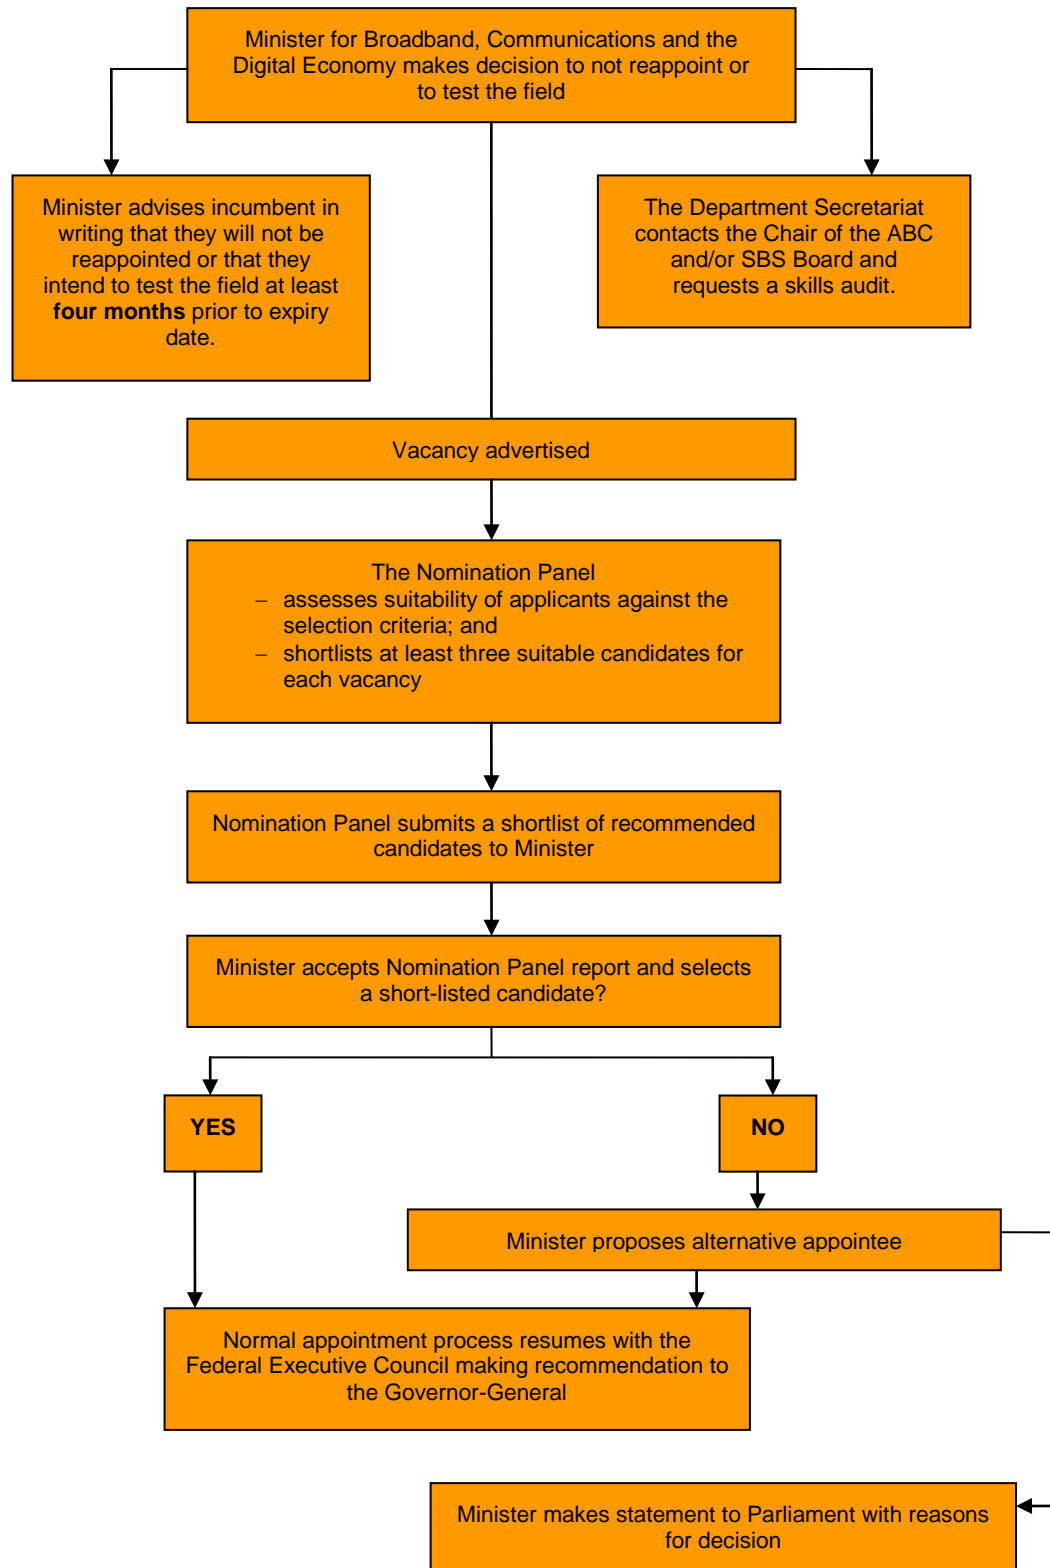 Minister for Broadband, Communications and the
Digital Economy makes decision to not reappoint or
to test the field
Minister advises incumbent in
writing that they will not be
reappointed or that they
intend to test the field at least
four months prior to expiry
date.
The Department Secretariat
contacts the Chair of the ABC
and/or SBS Board and
requests a skills audit.
Vacancy advertised
The Nomination Panel
– assesses suitability of applicants against the
selection criteria; and
– shortlists at least three suitable candidates for
each vacancy
Nomination Panel submits a shortlist of recommended
candidates to Minister
Minister accepts Nomination Panel report and selects
a short-listed candidate?
YES
NO
Minister proposes alternative appointee
Normal appointment process resumes with the
Federal Executive Council making recommendation to
the Governor-General
Minister makes statement to Parliament with reasons
for decision